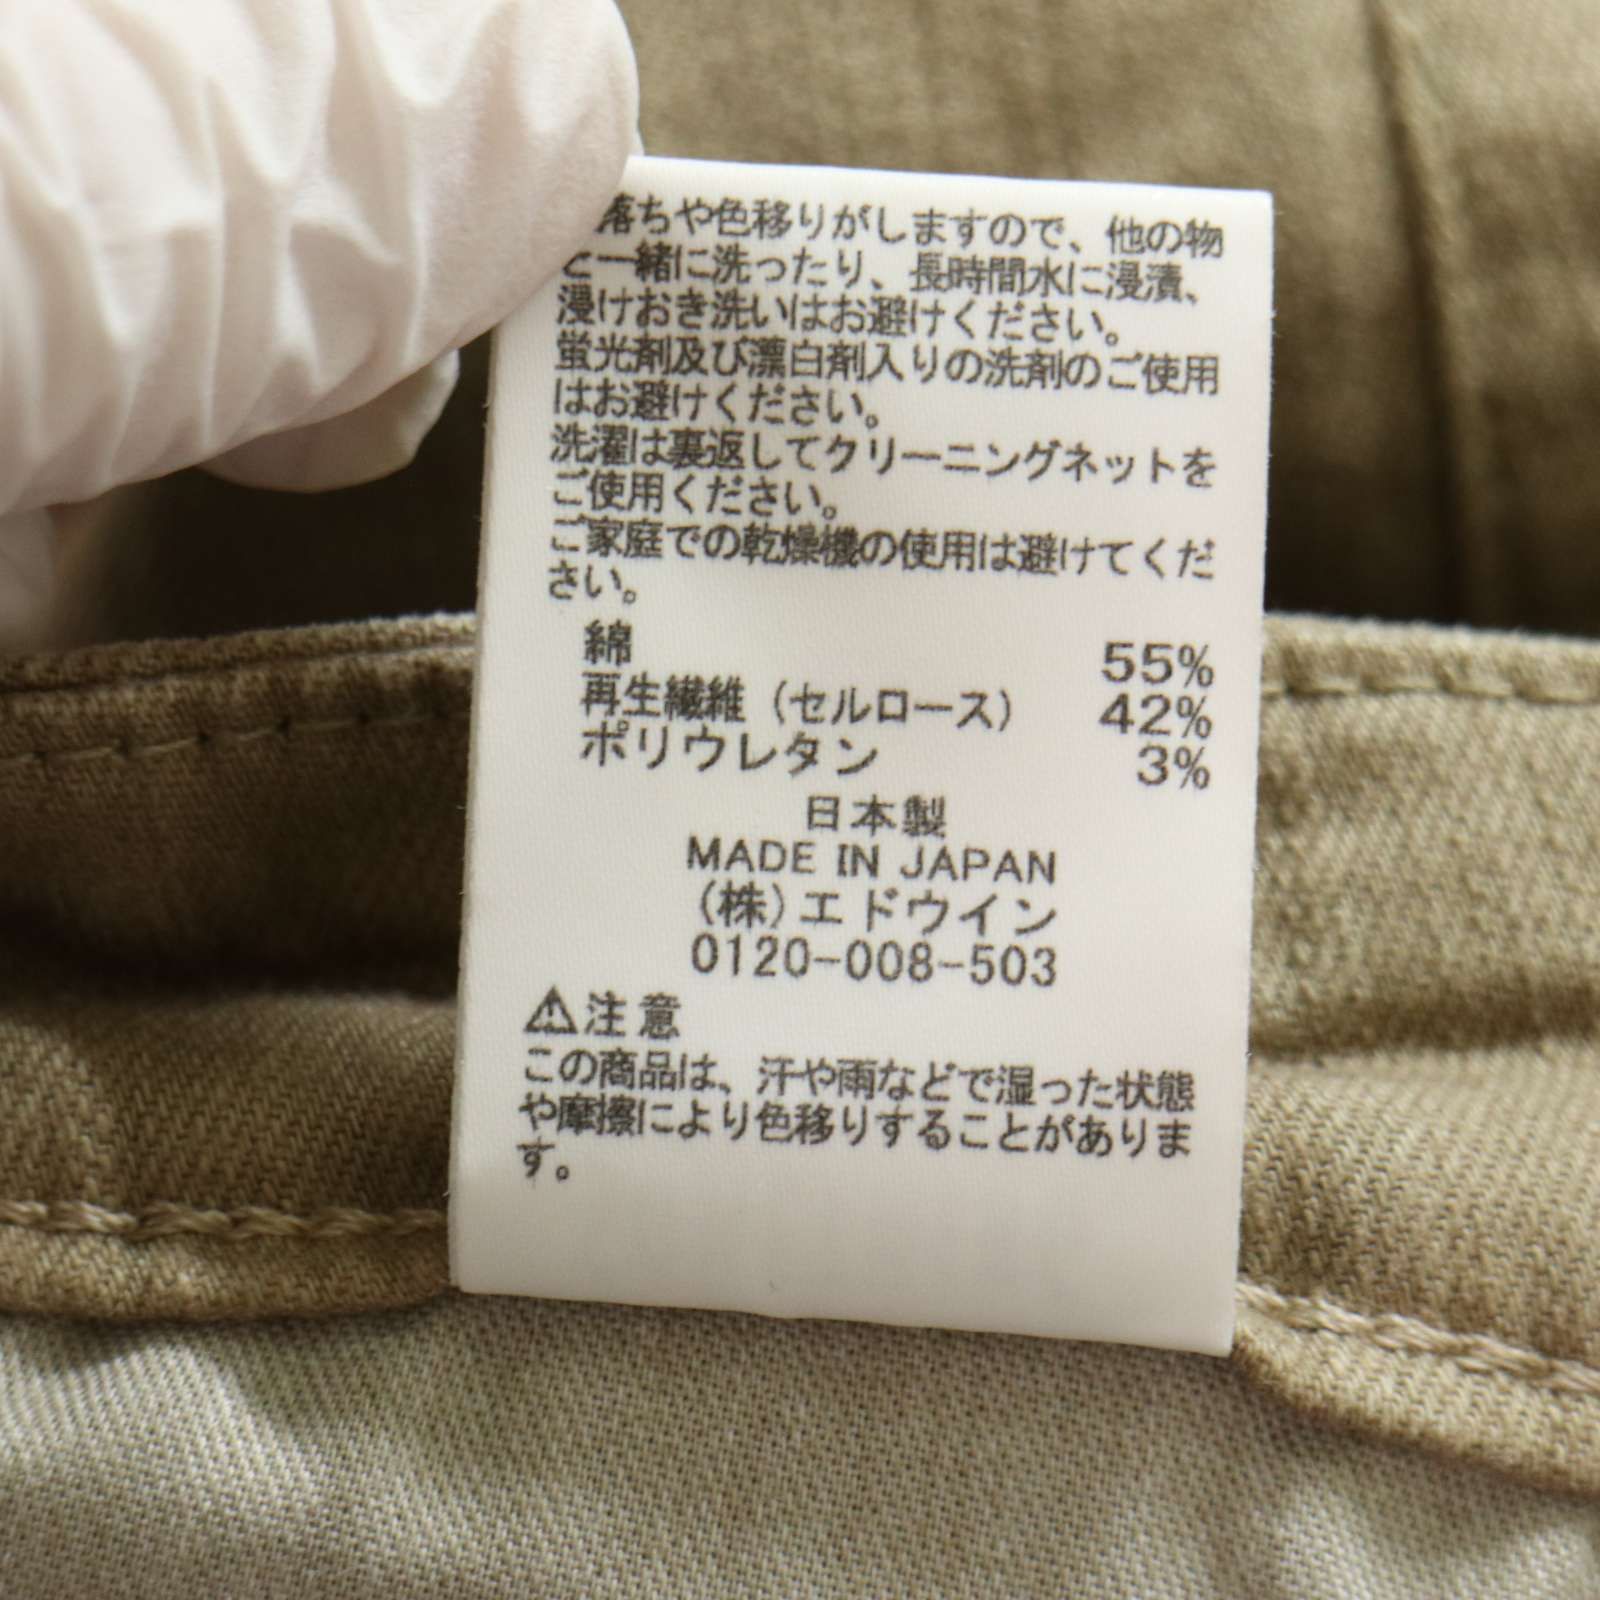 落ちや色移りがしますので、他の物
と一緒に洗ったり、長時間水に浸漬、
浸けおき洗いはお避けください。
蛍光剤及び漂白剤入りの洗剤のご使用
はお避けください。
洗濯は裏返してクリーニングネットを
ご使用ください。
ご家庭での乾燥機の使用は避けてくだ
さい。
綿 55%
再生繊維（セルロース） 42%
ポリウレタン 3%
日本製
MADE IN JAPAN
(株)エドウイン
0120-008-503
⚠注意
この商品は、汗や雨などで湿った状態
や摩擦により色移りすることがありま
す。